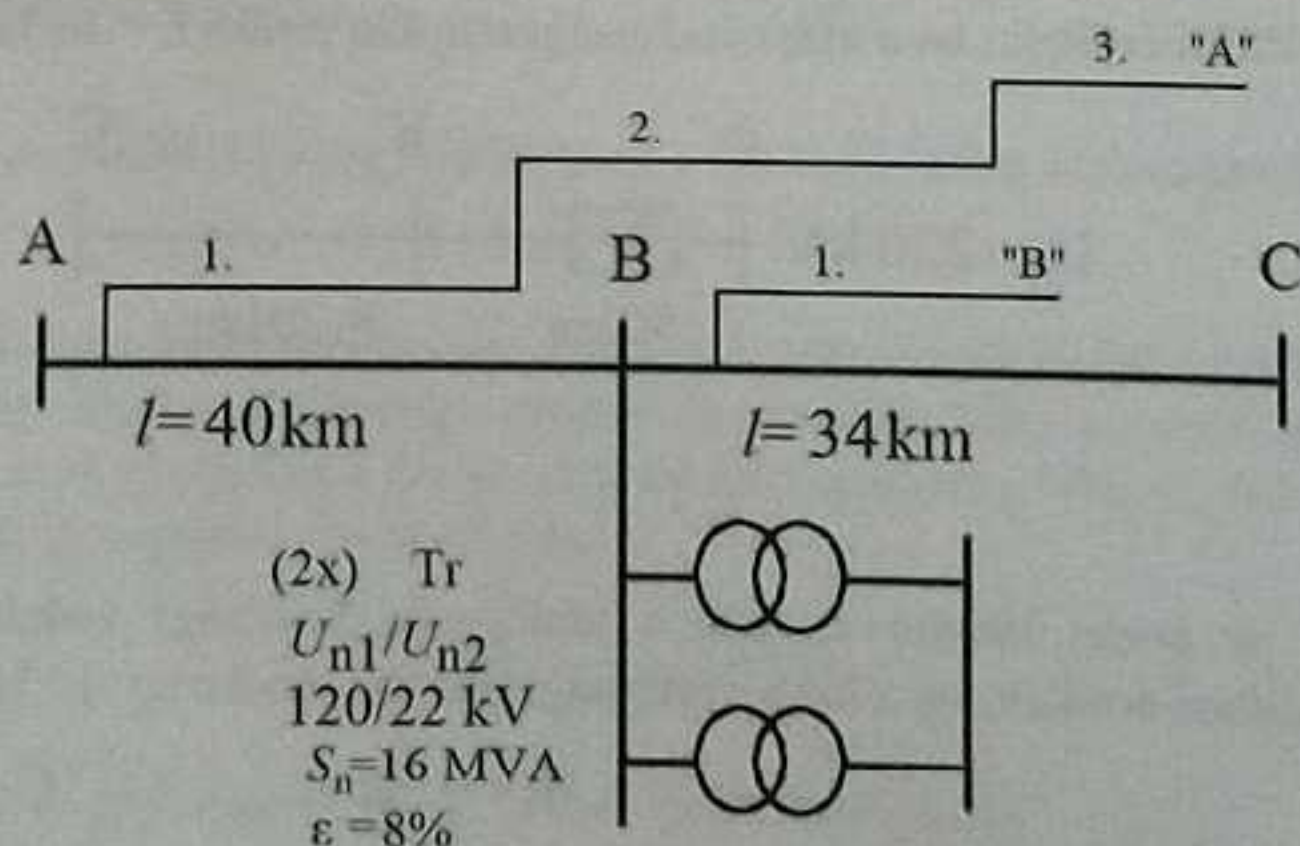 3. "A"
2.
A 1. B 1. "B" C
l=40km l=34km
(2x) Tr
Un1/Un2
120/22 kV
Sn=16 MVA
ε =8%